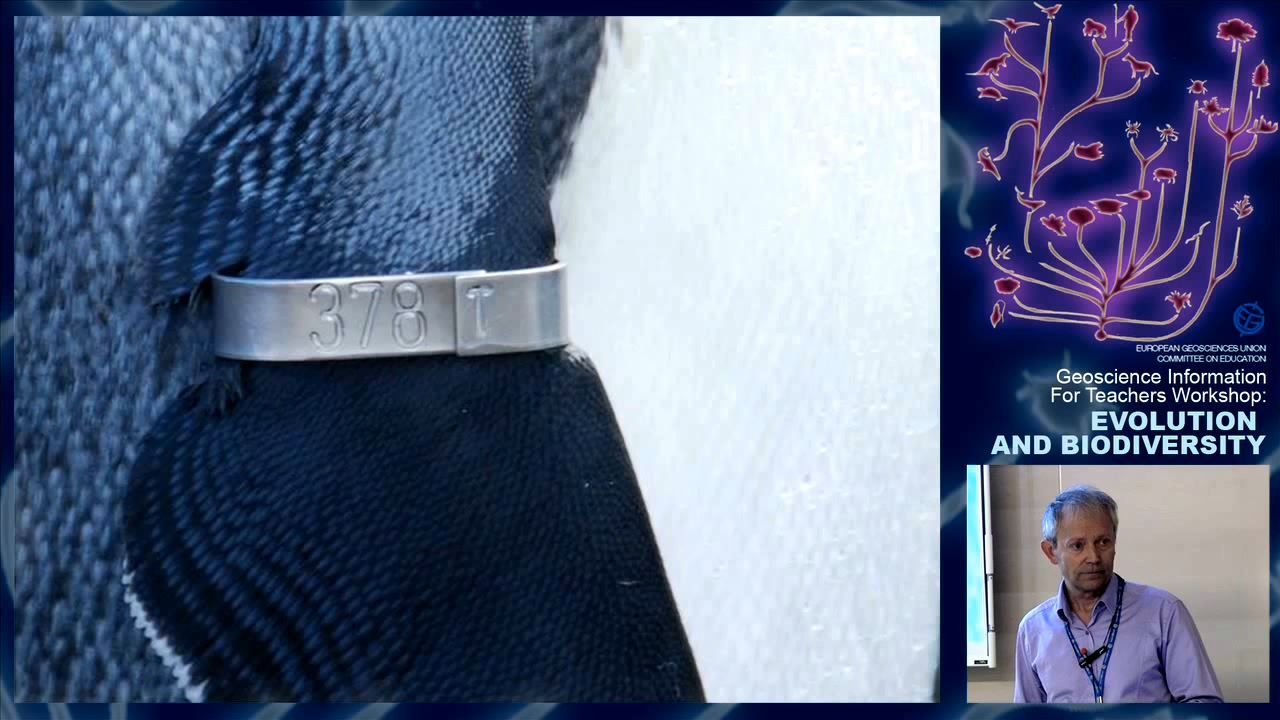 378 T
EUROPEAN GEOSCIENCES UNION
COMMITTEE ON EDUCATION
Geoscience Information
For Teachers Workshop:
EVOLUTION
AND BIODIVERSITY